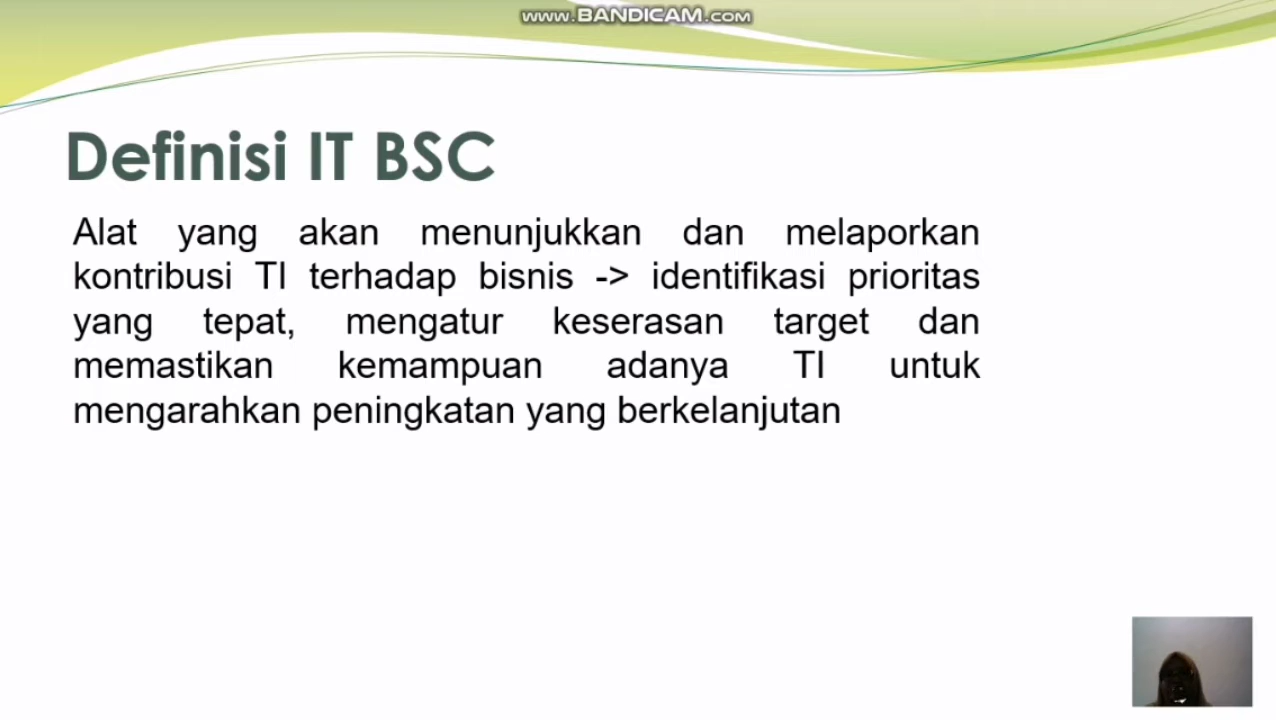 www.BANDICAM.com
Definisi IT BSC
Alat yang akan menunjukkan dan melaporkan
kontribusi TI terhadap bisnis -> identifikasi prioritas
yang tepat, mengatur keserasan target dan
memastikan kemampuan adanya TI untuk
mengarahkan peningkatan yang berkelanjutan